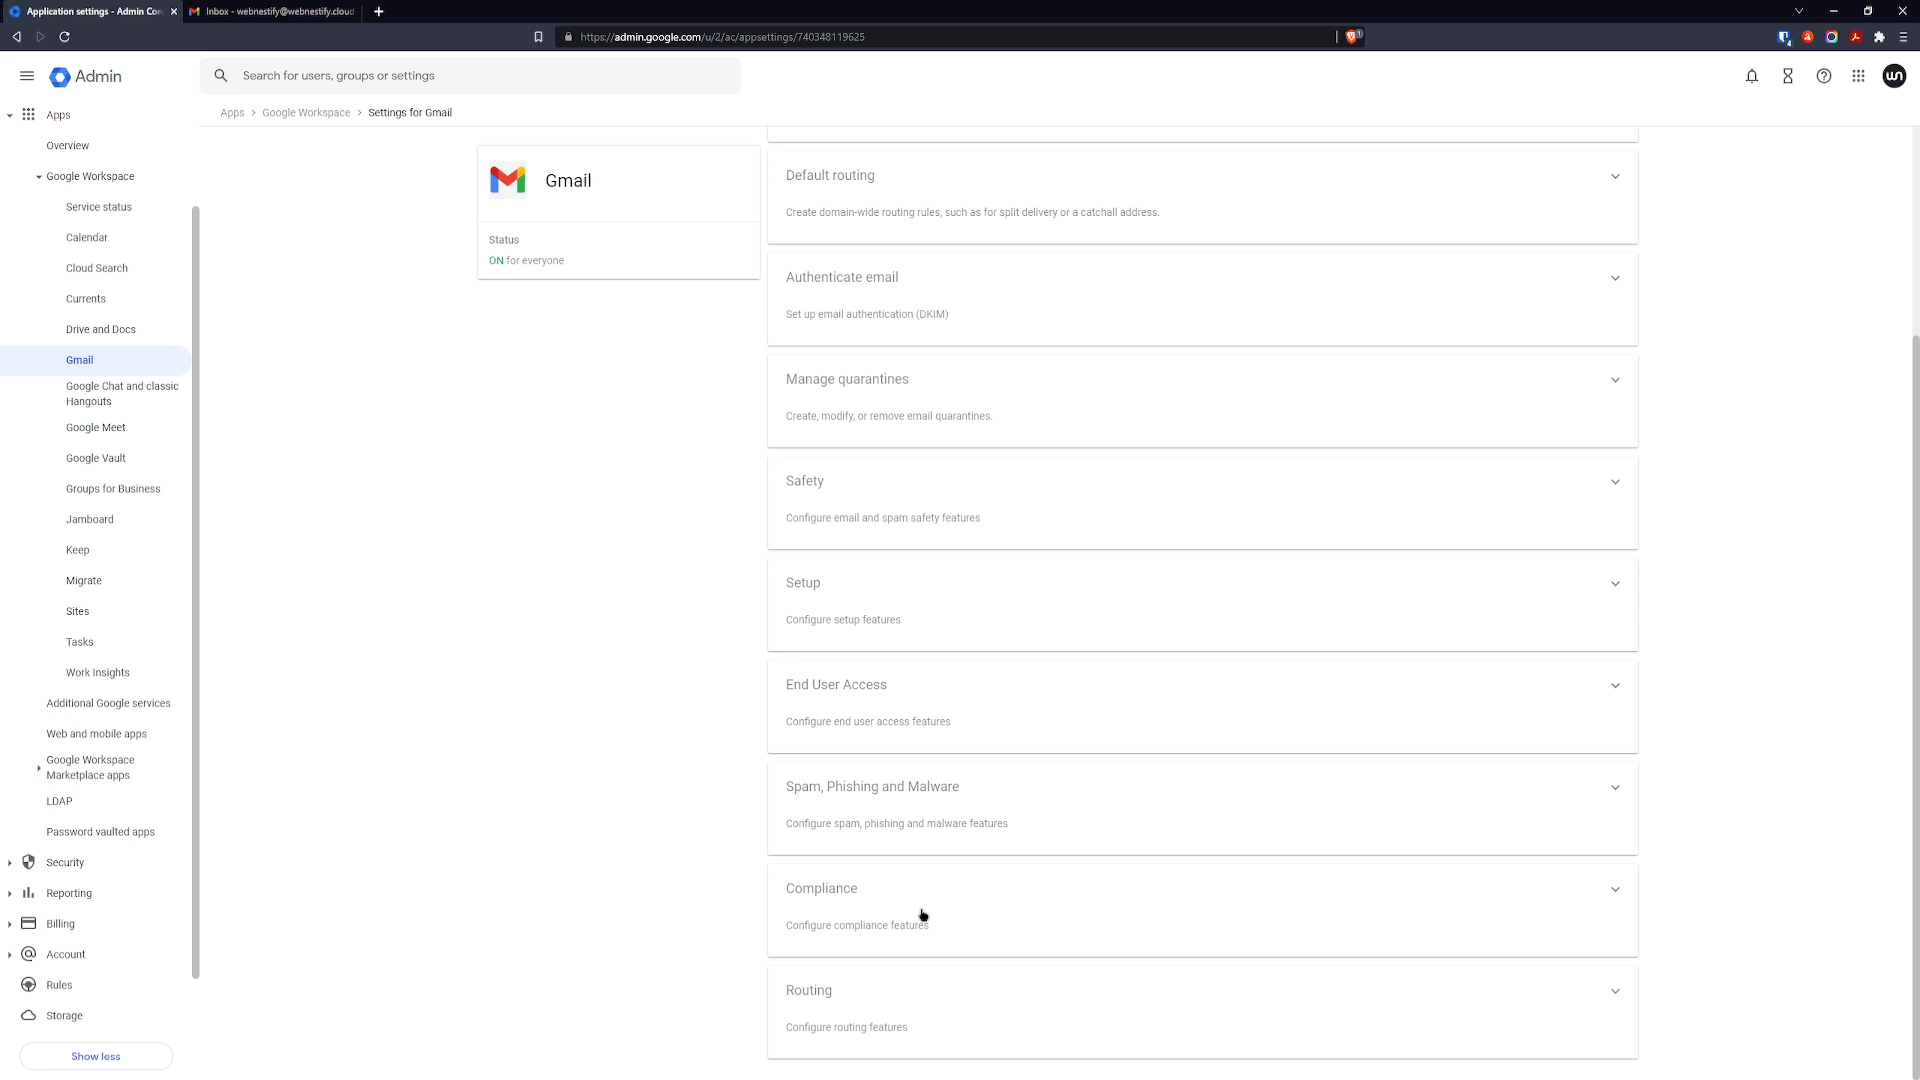 Application settings - Admin Con
Inbox - webnestify@webnestify.cloud
https://admin.google.com/u/2/ac/appsettings/740348119625
1
4
Admin
Search for users, groups or settings
un
Apps
Overview
Google Workspace
Service status
Calendar
Cloud Search
Currents
Drive and Docs
Gmail
Google Chat and classic
Hangouts
Google Meet
Google Vault
Groups for Business
Jamboard
Keep
Migrate
Sites
Tasks
Work Insights
Additional Google services
Web and mobile apps
Google Workspace
Marketplace apps
LDAP
Password vaulted apps
Security
Reporting
Billing
Account
Rules
Storage
Show less
Apps > Google Workspace > Settings for Gmail
Gmail
Status
ON for everyone
Default routing
Create domain-wide routing rules, such as for split delivery or a catchall address.
Authenticate email
Set up email authentication (DKIM)
Manage quarantines
Create, modify, or remove email quarantines.
Safety
Configure email and spam safety features
Setup
Configure setup features
End User Access
Configure end user access features
Spam, Phishing and Malware
Configure spam, phishing and malware features
Compliance
Configure compliance features
Routing
Configure routing features